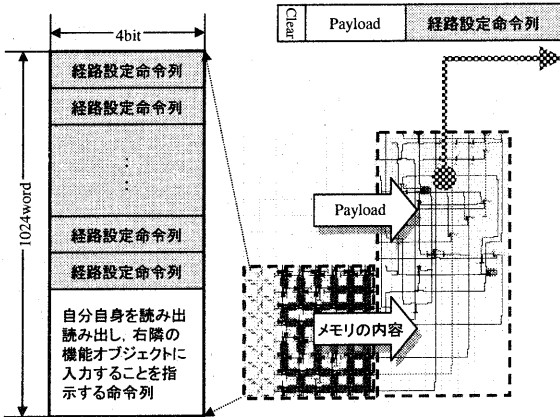 4bit
1024word
経路設定命令列
経路設定命令列
経路設定命令列
経路設定命令列
自分自身を読み出
読み出し，右隣の
機能オブジェクトに
入力することを指
示する命令列
Clear
Payload
経路設定命令列
Payload
メモリの内容